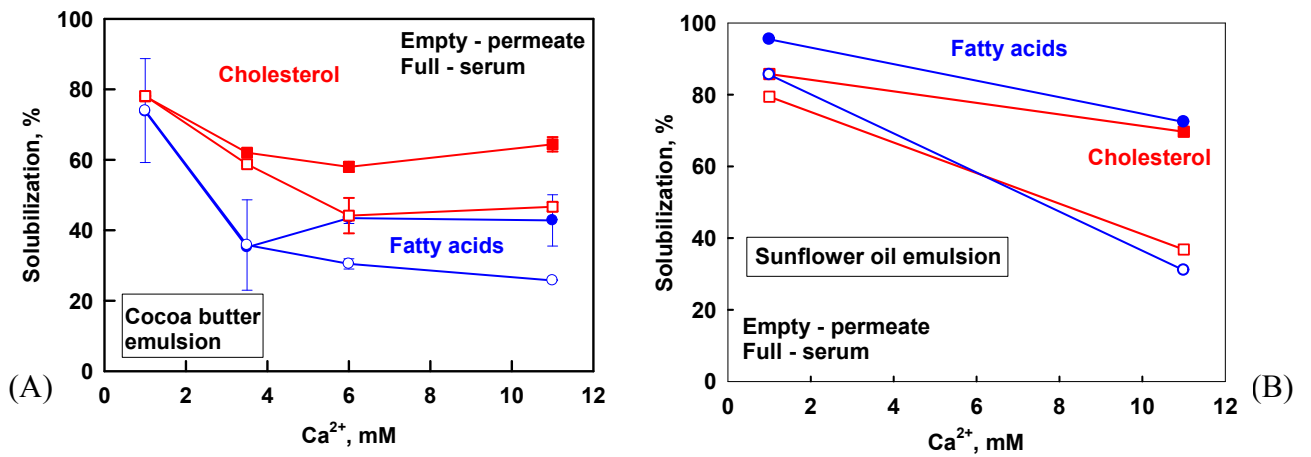 (A)
Solubilization, %
100
80
60
40
20
0
Empty - permeate
Full - serum
Cholesterol
Fatty acids
Cocoa butter
emulsion
0 2 4 6 8 10 12
Ca²⁺, mM
Solubilization, %
100
80
60
40
20
0
Fatty acids
Cholesterol
Sunflower oil emulsion
Empty - permeate
Full - serum
0 2 4 6 8 10 12
Ca²⁺, mM
(B)